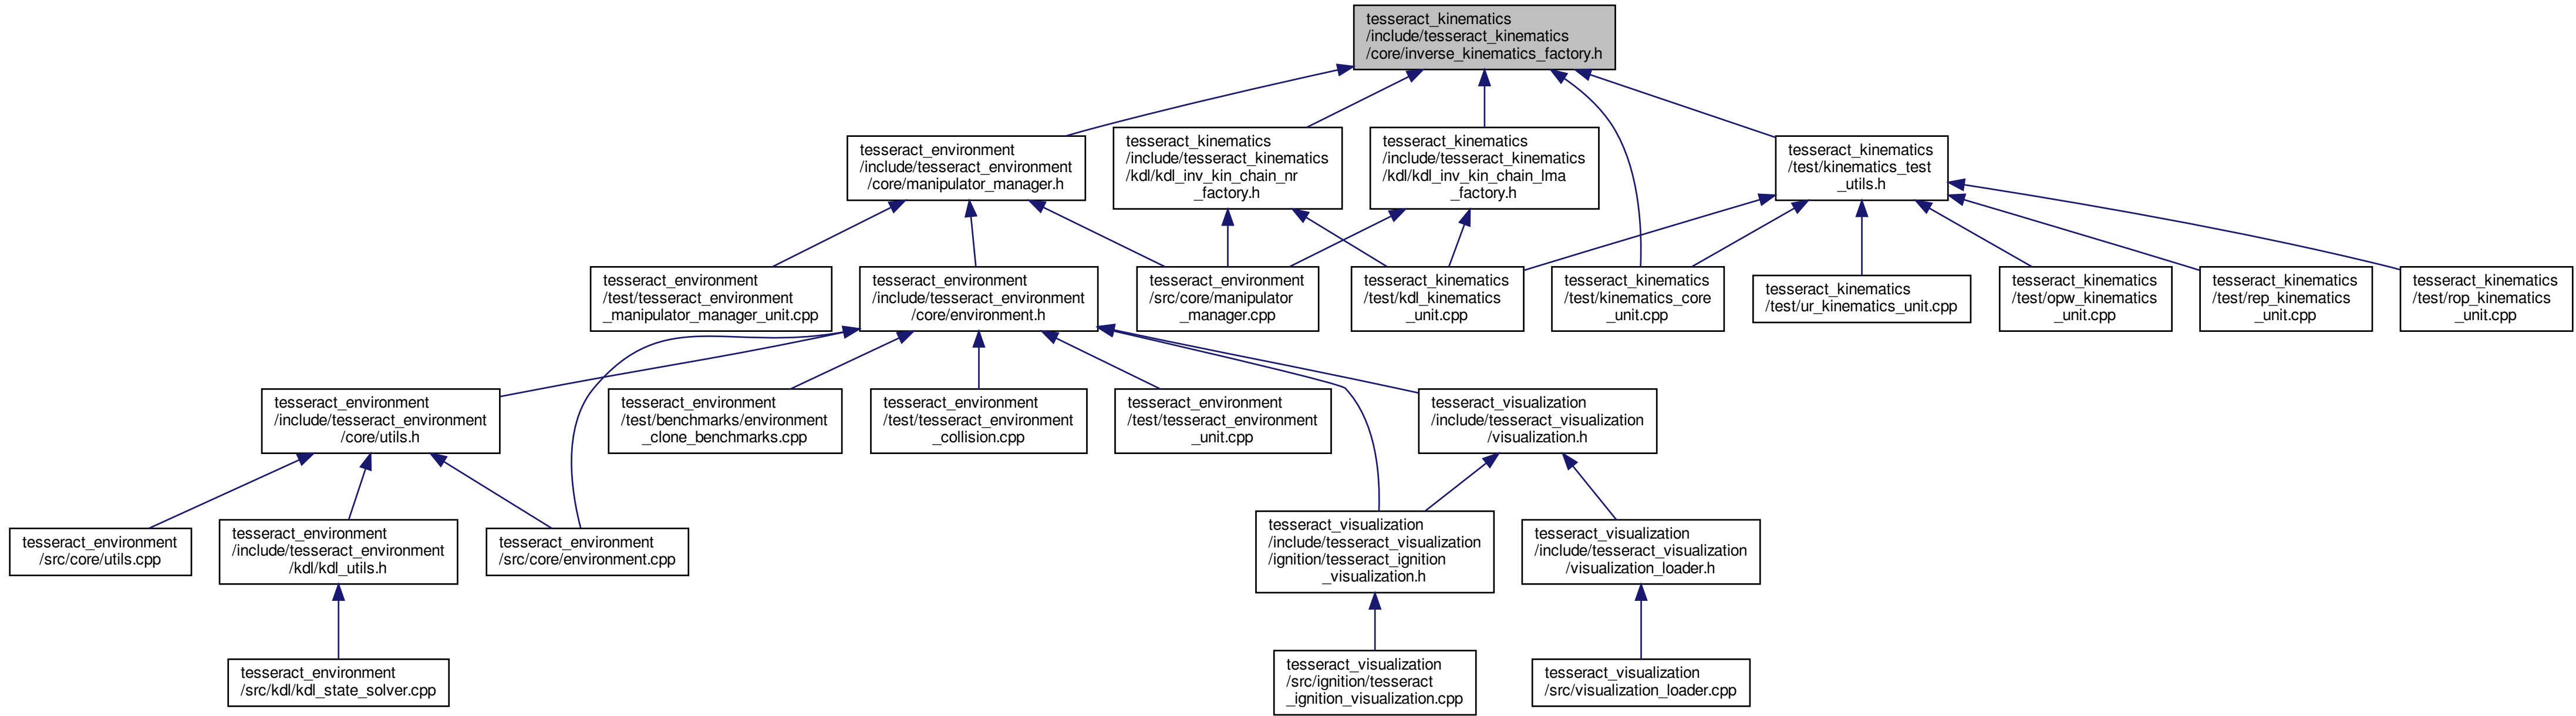 tesseract_kinematics
/include/tesseract_kinematics
/core/inverse_kinematics_factory.h
tesseract_environment
/include/tesseract_environment
/core/manipulator_manager.h
tesseract_kinematics
/include/tesseract_kinematics
/kdl/kdl_inv_kin_chain_nr
_factory.h
tesseract_kinematics
/include/tesseract_kinematics
/kdl/kdl_inv_kin_chain_lma
_factory.h
tesseract_kinematics
/test/kinematics_test
_utils.h
tesseract_environment
/test/tesseract_environment
_manipulator_manager_unit.cpp
tesseract_environment
/include/tesseract_environment
/core/environment.h
tesseract_environment
/src/core/manipulator
_manager.cpp
tesseract_kinematics
/test/kdl_kinematics
_unit.cpp
tesseract_kinematics
/test/kinematics_core
_unit.cpp
tesseract_kinematics
/test/ur_kinematics_unit.cpp
tesseract_kinematics
/test/opw_kinematics
_unit.cpp
tesseract_kinematics
/test/rep_kinematics
_unit.cpp
tesseract_kinematics
/test/rop_kinematics
_unit.cpp
tesseract_environment
/include/tesseract_environment
/core/utils.h
tesseract_environment
/test/benchmarks/environment
_clone_benchmarks.cpp
tesseract_environment
/test/tesseract_environment
_collision.cpp
tesseract_environment
/test/tesseract_environment
_unit.cpp
tesseract_visualization
/include/tesseract_visualization
/visualization.h
tesseract_environment
/src/core/utils.cpp
tesseract_environment
/include/tesseract_environment
/kdl/kdl_utils.h
tesseract_environment
/src/core/environment.cpp
tesseract_visualization
/include/tesseract_visualization
/ignition/tesseract_ignition
_visualization.h
tesseract_visualization
/include/tesseract_visualization
/visualization_loader.h
tesseract_environment
/src/kdl/kdl_state_solver.cpp
tesseract_visualization
/src/ignition/tesseract
_ignition_visualization.cpp
tesseract_visualization
/src/visualization_loader.cpp